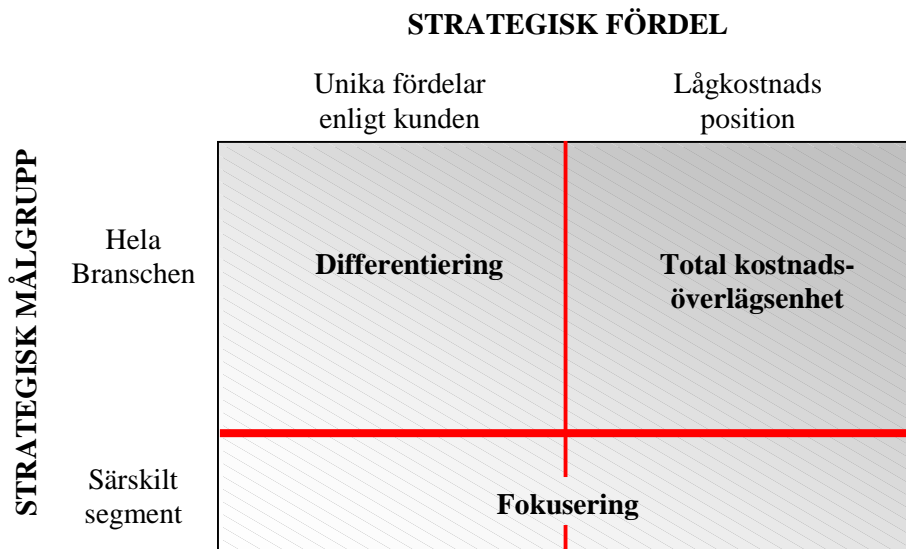 STRATEGISK FÖRDEL
Unika fördelar
enligt kunden
Lågkostnads
position
STRATEGISK MÅLGRUPP
Hela
Branschen
Differentiering
Total kostnads-
överlägsenhet
Särskilt
segment
Fokusering